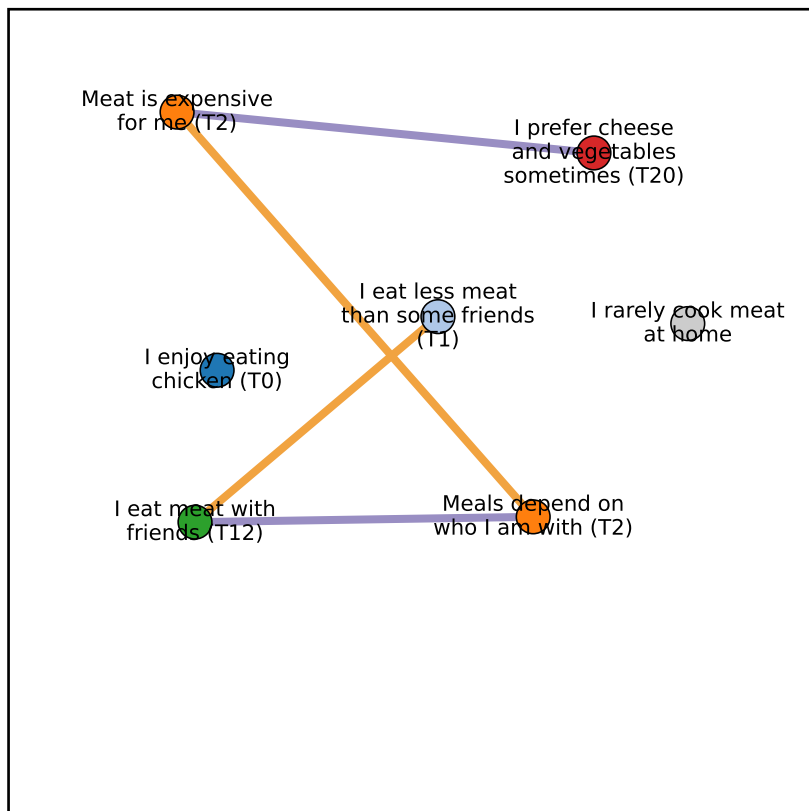 Meat is expensive
for me (T2)
I prefer cheese
and vegetables
sometimes (T20)
I eat less meat
than some friends
(T1)
I rarely cook meat
at home
I enjoy eating
chicken (T0)
I eat meat with
friends (T12)
Meals depend on
who I am with (T2)